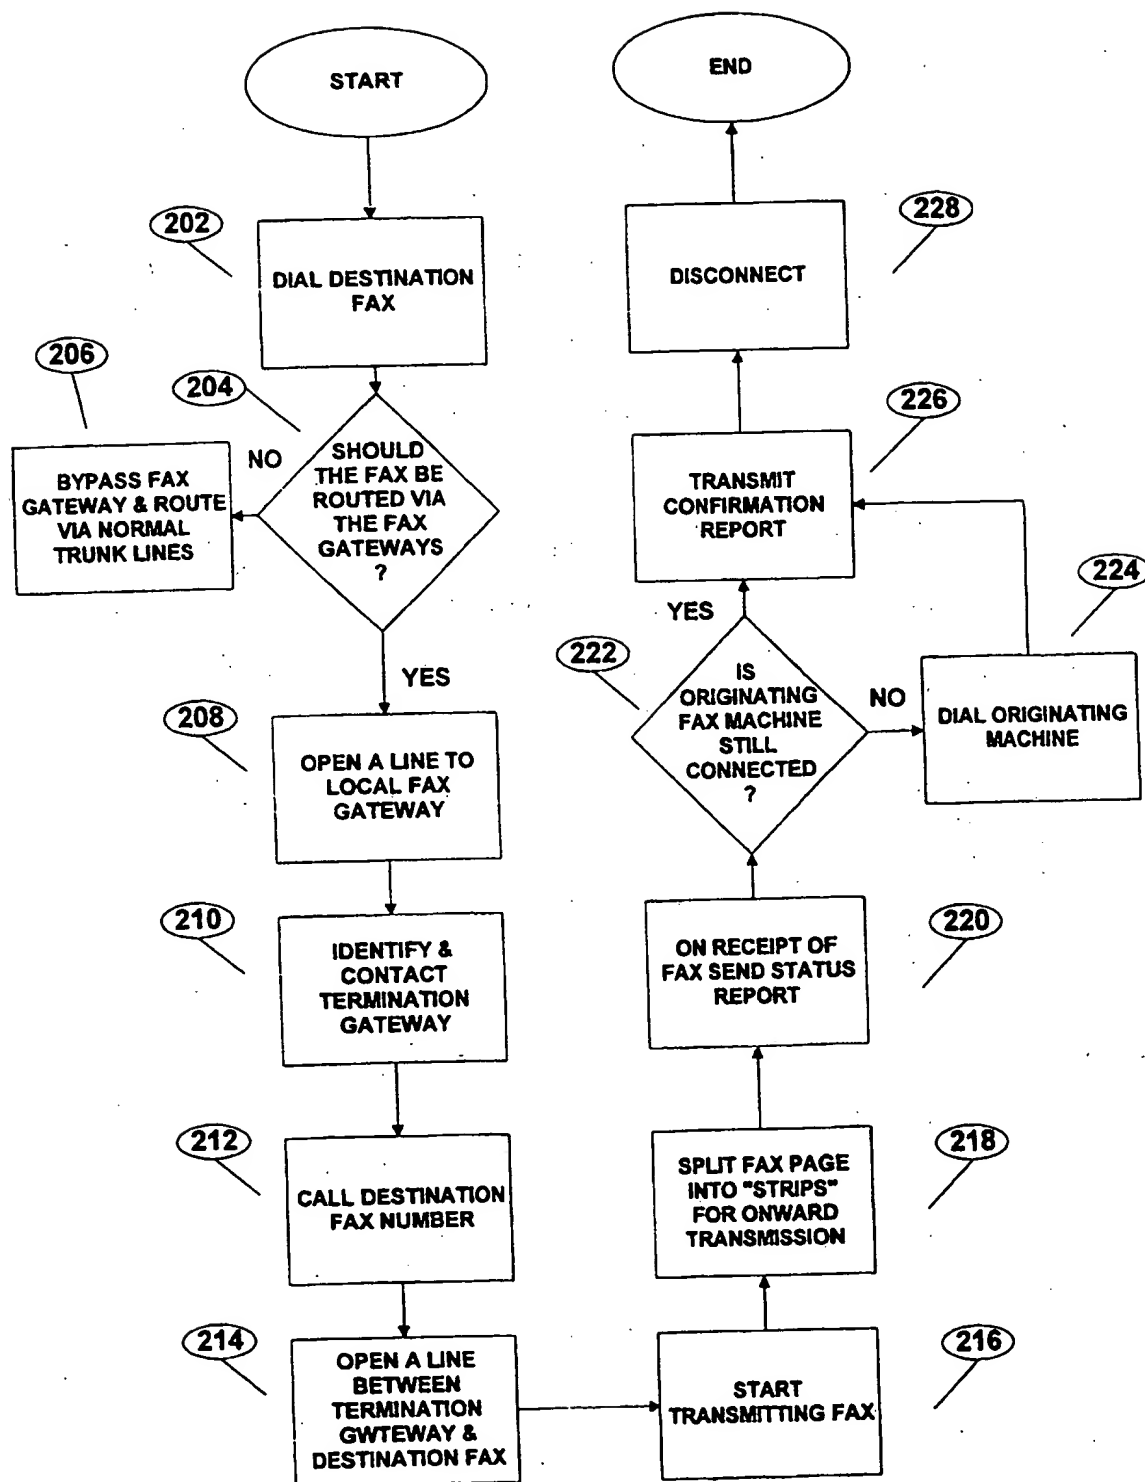 START
202
DIAL DESTINATION
FAX
204
SHOULD
THE FAX BE
ROUTED VIA
THE FAX
GATEWAYS
?
NO
206
BYPASS FAX
GATEWAY & ROUTE
VIA NORMAL
TRUNK LINES
YES
208
OPEN A LINE TO
LOCAL FAX
GATEWAY
210
IDENTIFY &
CONTACT
TERMINATION
GATEWAY
212
CALL DESTINATION
FAX NUMBER
214
OPEN A LINE
BETWEEN
TERMINATION
GWTEWAY &
DESTINATION FAX
216
START
TRANSMITTING FAX
218
SPLIT FAX PAGE
INTO "STRIPS"
FOR ONWARD
TRANSMISSION
220
ON RECEIPT OF
FAX SEND STATUS
REPORT
222
IS
ORIGINATING
FAX MACHINE
STILL
CONNECTED
?
NO
224
DIAL ORIGINATING
MACHINE
YES
226
TRANSMIT
CONFIRMATION
REPORT
228
DISCONNECT
END